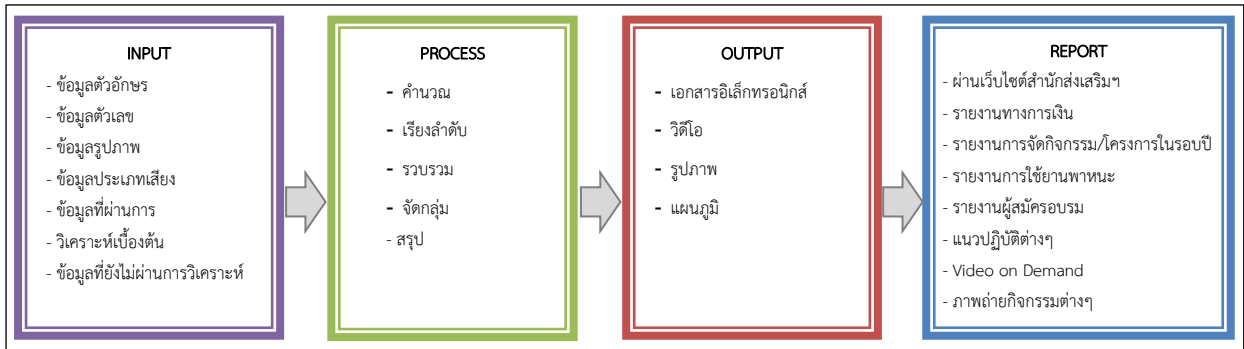 INPUT
- ข้อมูลตัวอักษร
- ข้อมูลตัวเลข
- ข้อมูลรูปภาพ
- ข้อมูลประเภทเสียง
- ข้อมูลที่ผ่านการ
- วิเคราะห์เบื้องต้น
- ข้อมูลที่ยังไม่ผ่านการวิเคราะห์
PROCESS
- คำนวณ
- เรียงลำดับ
- รวบรวม
- จัดกลุ่ม
- สรุป
OUTPUT
- เอกสารอิเล็กทรอนิกส์
- วิดีโอ
- รูปภาพ
- แผนภูมิ
REPORT
- ผ่านเว็บไซต์สำนักส่งเสริมฯ
- รายงานทางการเงิน
- รายงานการจัดกิจกรรม/โครงการในรอบปี
- รายงานการใช้ยานพาหนะ
- รายงานผู้สมัครอบรม
- แนวปฏิบัติต่างๆ
- Video on Demand
- ภาพถ่ายกิจกรรมต่างๆ